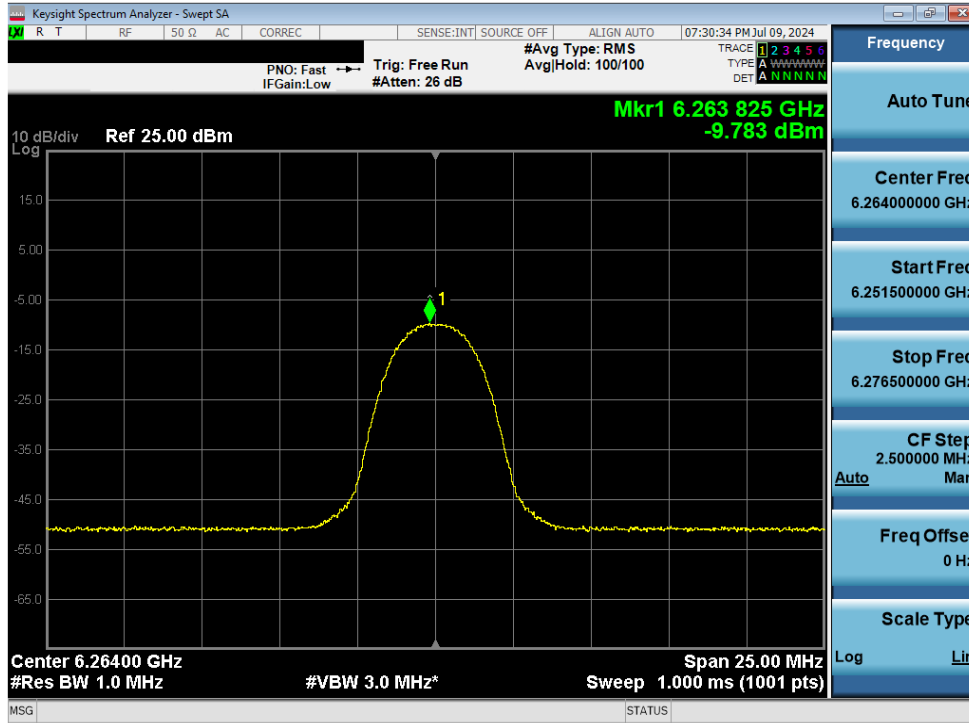 Keysight Spectrum Analyzer - Swept SA
LXI R T RF 50 Ω AC CORREC SENSE:INT SOURCE OFF ALIGN AUTO 07:30:34 PM Jul 09, 2024
PNO: Fast
IFGain:Low
Trig: Free Run
#Atten: 26 dB
#Avg Type: RMS
Avg|Hold: 100/100
TRACE 1 2 3 4 5 6
TYPE A WWWWW
DET A N N N N N
Mkr1 6.263 825 GHz
-9.783 dBm
10 dB/div
Log
Ref 25.00 dBm
15.0
5.00
-5.00
-15.0
-25.0
-35.0
-45.0
-55.0
-65.0
1
Center 6.26400 GHz
Span 25.00 MHz
#Res BW 1.0 MHz
#VBW 3.0 MHz*
Sweep 1.000 ms (1001 pts)
MSG
STATUS
Frequency
Auto Tune
Center Freq
6.264000000 GHz
Start Freq
6.251500000 GHz
Stop Freq
6.276500000 GHz
CF Step
2.500000 MHz
Auto Man
Freq Offset
0 Hz
Scale Type
Log Lin